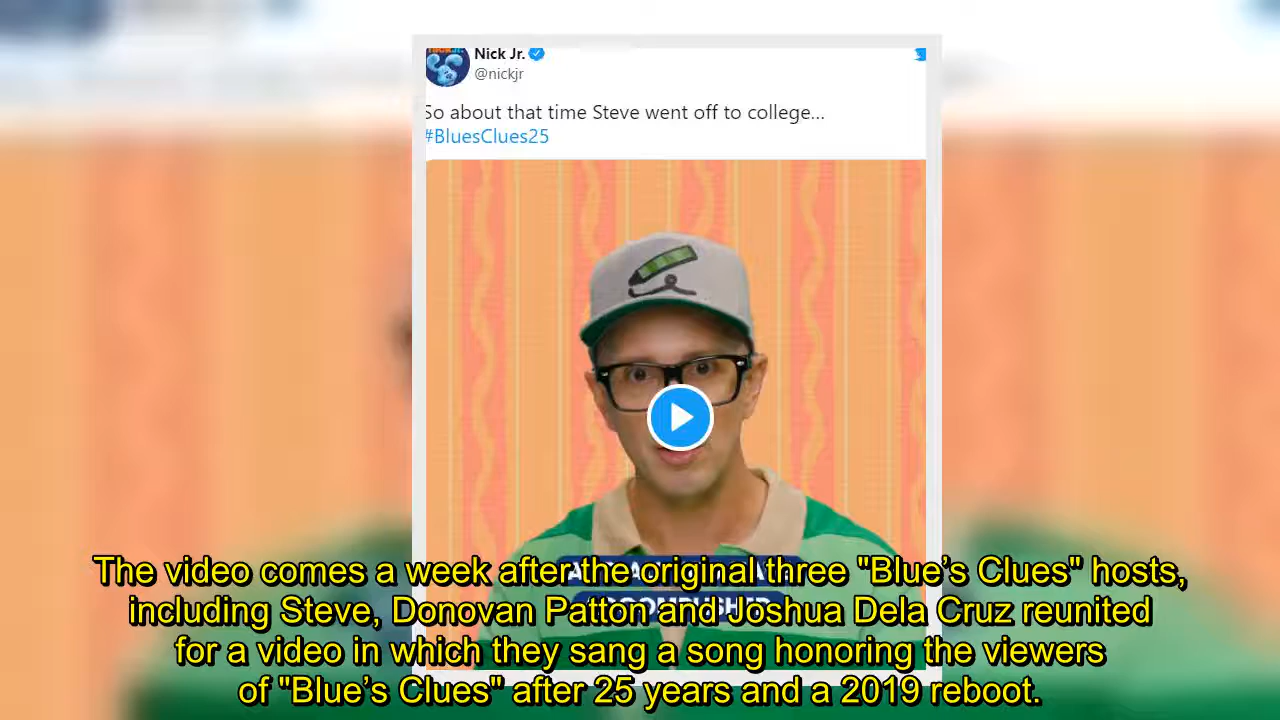 Nick Jr.
@nickjr
So about that time Steve went off to college...
#BluesClues25
The video comes a week after the original three "Blue’s Clues" hosts,
including Steve, Donovan Patton and Joshua Dela Cruz reunited
for a video in which they sang a song honoring the viewers
of "Blue’s Clues" after 25 years and a 2019 reboot.